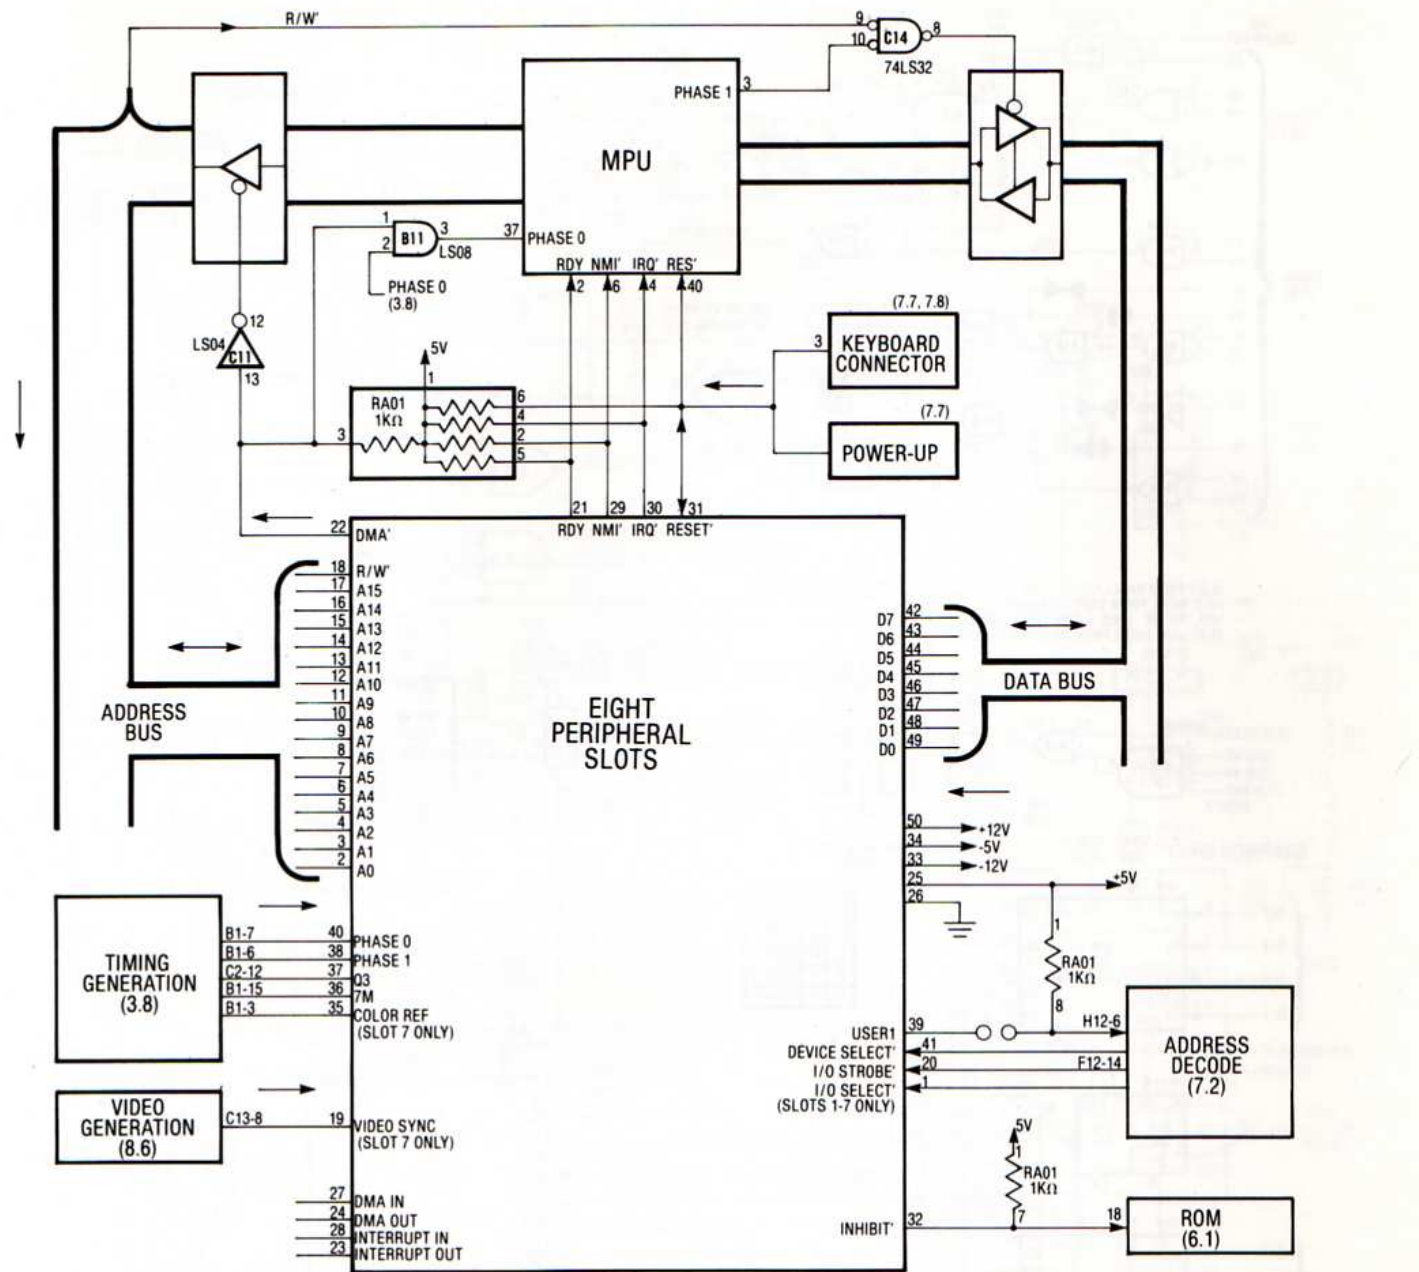 R/W'
9
10
C14
8
74LS32
PHASE 1
3
MPU
1
2
B11
3
LS08
37
PHASE 0
PHASE 0
(3.8)
RDY NMI' IRQ' RES'
2 6 4 40
12
LS04
C11
13
(7.7, 7.8)
3
KEYBOARD
CONNECTOR
(7.7)
POWER-UP
5V
1
RA01
1KΩ
3
6
4
2
5
21 29 30 31
RDY NMI' IRQ' RESET'
22 DMA'
18 R/W'
17 A15
16 A14
15 A13
14 A12
13 A11
12 A10
11 A9
10 A8
9 A7
8 A6
7 A5
6 A4
5 A3
4 A2
3 A1
2 A0
ADDRESS
BUS
EIGHT
PERIPHERAL
SLOTS
D7 42
D6 43
D5 44
D4 45
D3 46
D2 47
D1 48
D0 49
DATA BUS
50 +12V
34 -5V
33 -12V
25 +5V
26
1
RA01
1KΩ
8
TIMING
GENERATION
(3.8)
B1-7 40 PHASE 0
B1-6 38 PHASE 1
C2-12 37 Q3
B1-15 36 7M
B1-3 35 COLOR REF
(SLOT 7 ONLY)
VIDEO
GENERATION
(8.6)
C13-8 19 VIDEO SYNC
(SLOT 7 ONLY)
USER1 39 H12-6
DEVICE SELECT' 41
I/O STROBE' 20 F12-14
I/O SELECT' 1
(SLOTS 1-7 ONLY)
ADDRESS
DECODE
(7.2)
5V
1
RA01
1KΩ
7
27 DMA IN
24 DMA OUT
28 INTERRUPT IN
23 INTERRUPT OUT
INHIBIT' 32
18
ROM
(6.1)